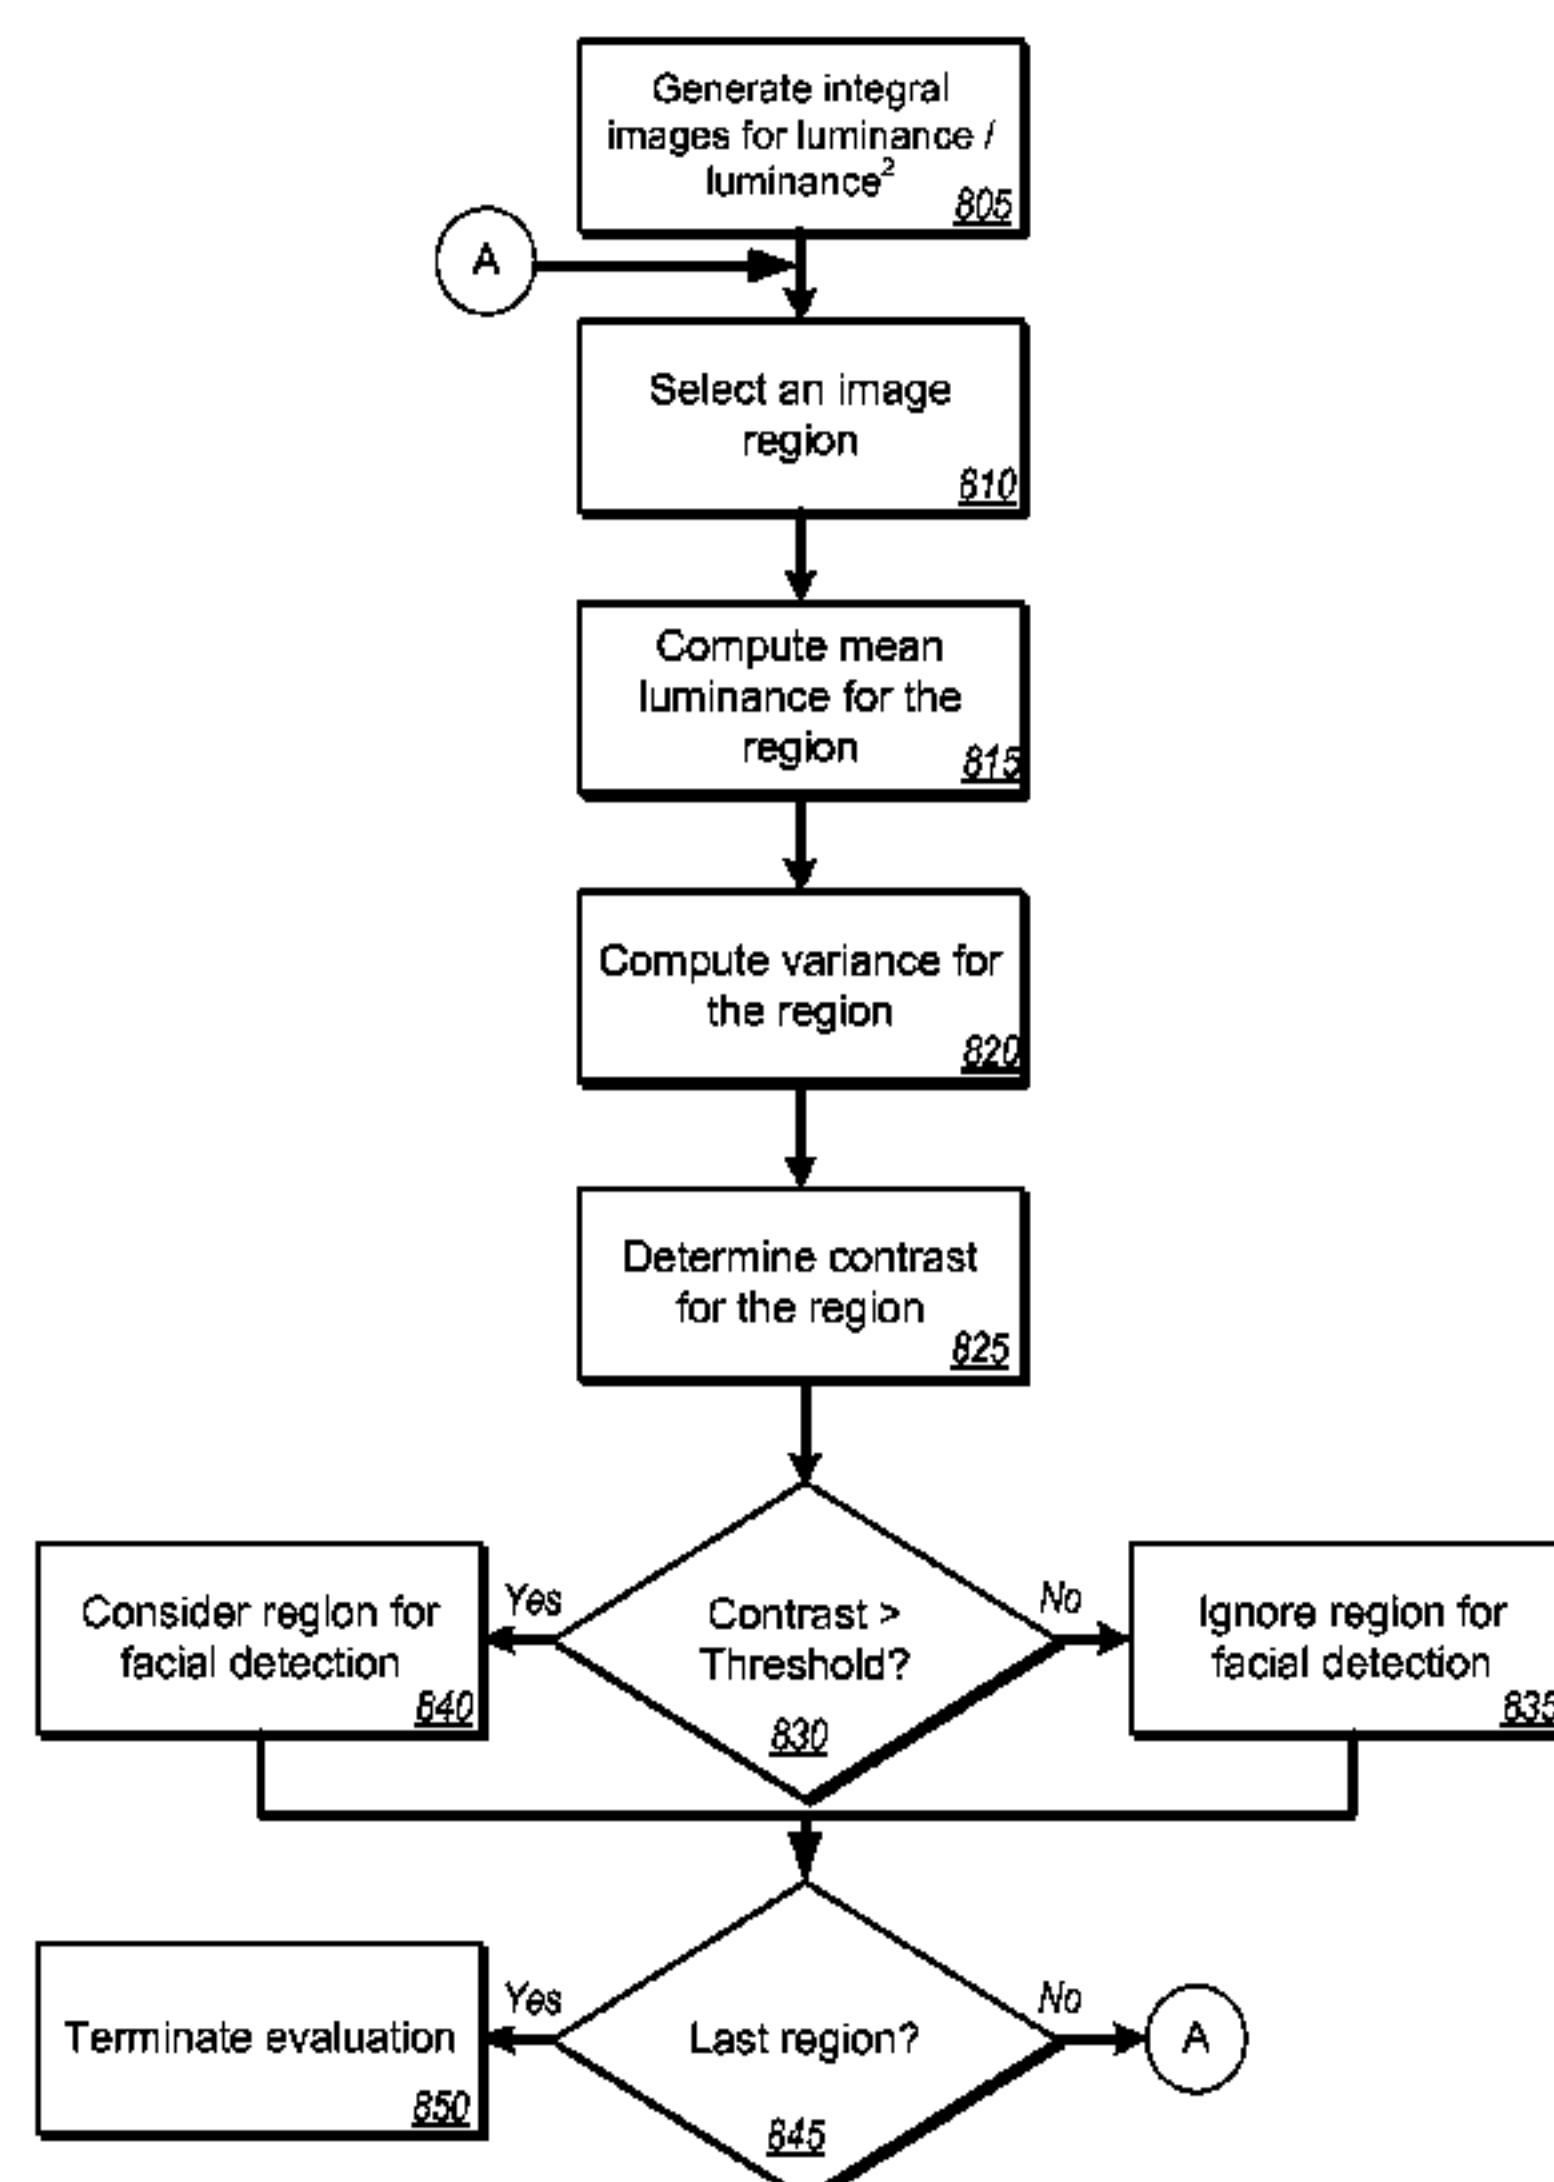 Generate integral
images for luminance /
luminance²
805
A
Select an image
region
810
Compute mean
luminance for the
region
815
Compute variance for
the region
820
Determine contrast
for the region
825
Consider region for
facial detection
840
Yes
Contrast >
Threshold?
830
No
Ignore region for
facial detection
835
Terminate evaluation
850
Yes
Last region?
845
No
A